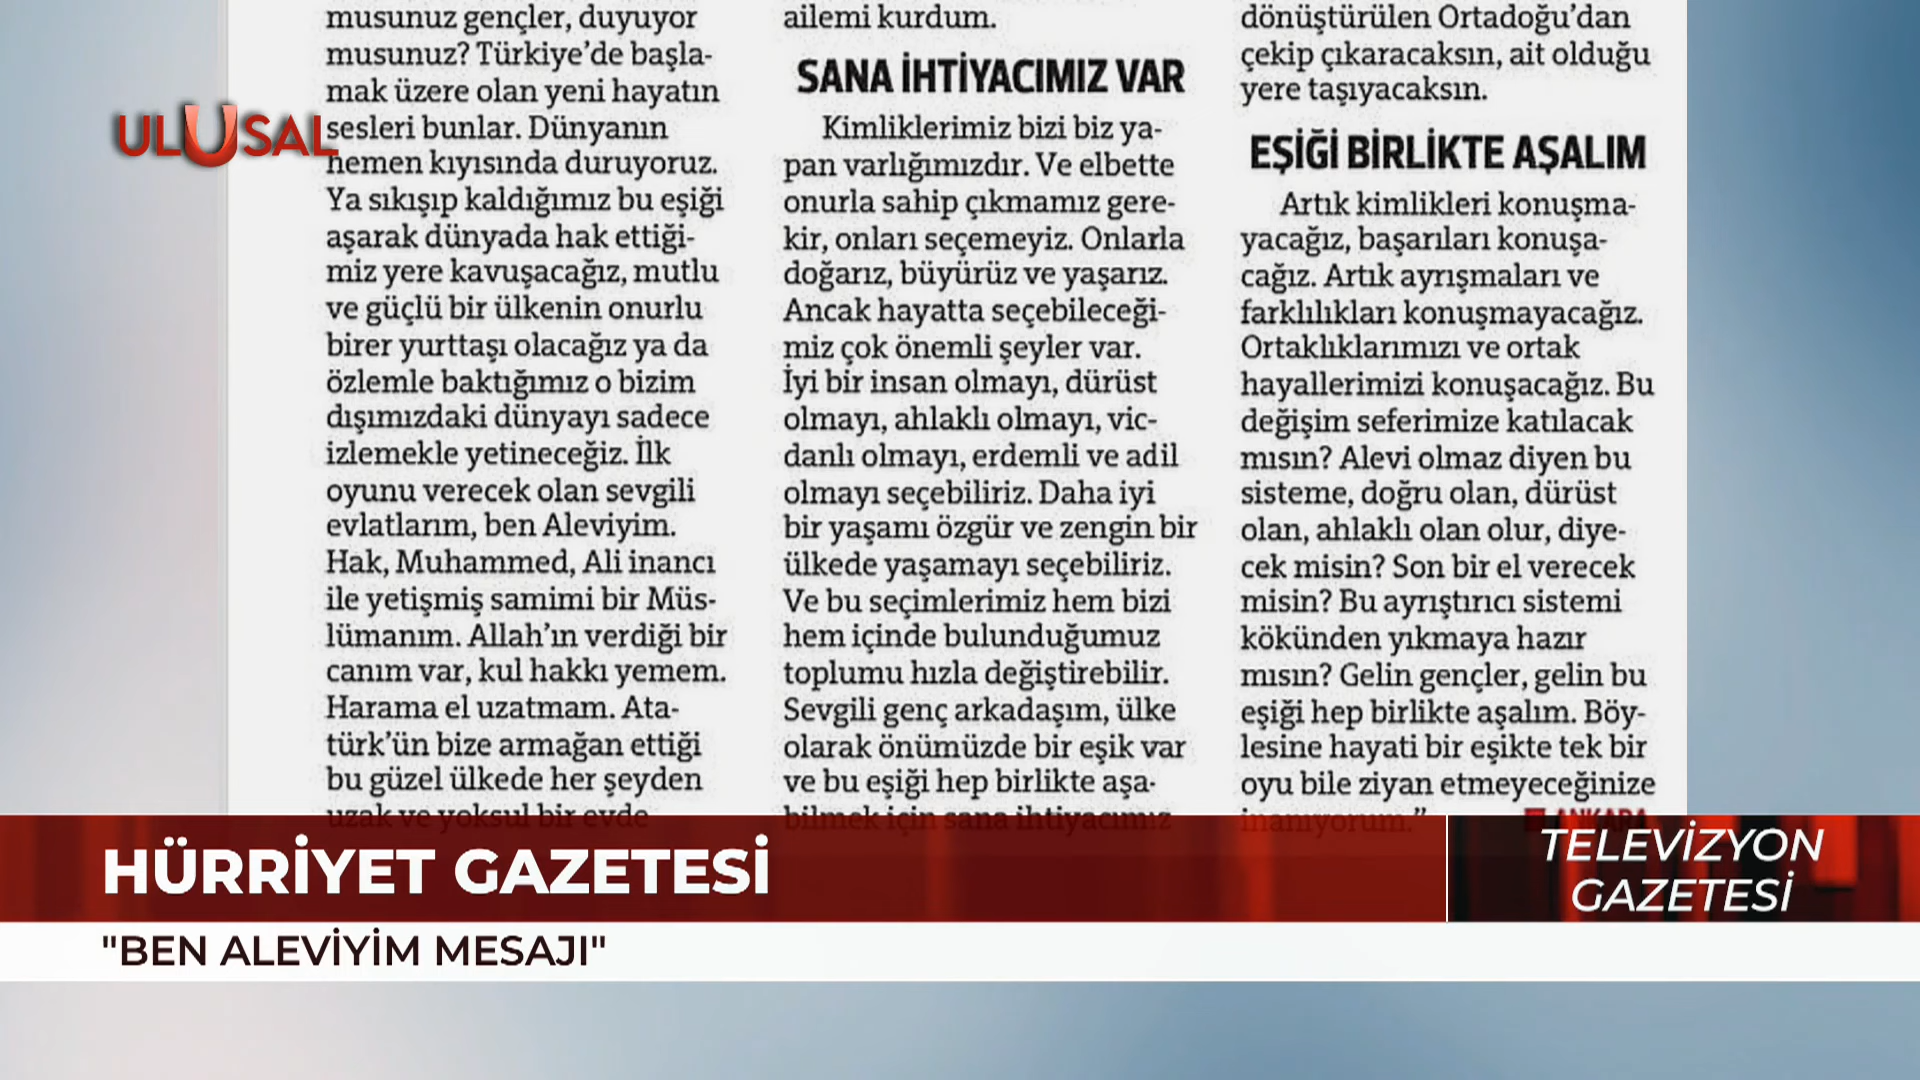 musunuz gençler, duyuyor
musunuz? Türkiye’de başla-
mak üzere olan yeni hayatın
sesleri bunlar. Dünyanın
hemen kıyısında duruyoruz.
Ya sıkışıp kaldığımız bu eşiği
aşarak dünyada hak ettiği-
miz yere kavuşacağız, mutlu
ve güçlü bir ülkenin onurlu
birer yurttaşı olacağız ya da
özlemle baktığımız o bizim
dışımızdaki dünyayı sadece
izlemekle yetineceğiz. İlk
oyunu verecek olan sevgili
evlatlarım, ben Aleviyim.
Hak, Muhammed, Ali inancı
ile yetişmiş samimi bir Müs-
lümanım. Allah’ın verdiği bir
canım var, kul hakkı yemem.
Harama el uzatmam. Ata-
türk’ün bize armağan ettiği
bu güzel ülkede her şeyden
uzak ve yoksul bir evde
ailemi kurdum.
SANA İHTİYACIMIZ VAR
Kimliklerimiz bizi biz ya-
pan varlığımızdır. Ve elbette
onurla sahip çıkmamız gere-
kir, onları seçemeyiz. Onlarla
doğarız, büyürüz ve yaşarız.
Ancak hayatta seçebileceği-
miz çok önemli şeyler var.
İyi bir insan olmayı, dürüst
olmayı, ahlaklı olmayı, vic-
danlı olmayı, erdemli ve adil
olmayı seçebiliriz. Daha iyi
bir yaşamı özgür ve zengin bir
ülkede yaşamayı seçebiliriz.
Ve bu seçimlerimiz hem bizi
hem içinde bulunduğumuz
toplumu hızla değiştirebilir.
Sevgili genç arkadaşım, ülke
olarak önümüzde bir eşik var
ve bu eşiği hep birlikte aşa-
bilmek için sana ihtiyacımız
dönüştürülen Ortadoğu’dan
çekip çıkaracaksın, ait olduğu
yere taşıyacaksın.
EŞİĞİ BİRLİKTE AŞALIM
Artık kimlikleri konuşma-
yacağız, başarıları konuşa-
cağız. Artık ayrışmaları ve
farklılıkları konuşmayacağız.
Ortaklıklarımızı ve ortak
hayallerimizi konuşacağız. Bu
değişim seferimize katılacak
mısın? Alevi olmaz diyen bu
sisteme, doğru olan, dürüst
olan, ahlaklı olan olur, diye-
cek misin? Son bir el verecek
misin? Bu ayrıştırıcı sistemi
kökünden yıkmaya hazır
mısın? Gelin gençler, gelin bu
eşiği hep birlikte aşalım. Böy-
lesine hayati bir eşikte tek bir
oyu bile ziyan etmeyeceğinize
inanıyorum.” ANKARA
ULUSAL
HÜRRİYET GAZETESİ
"BEN ALEVİYİM MESAJI"
TELEVİZYON
GAZETESİ